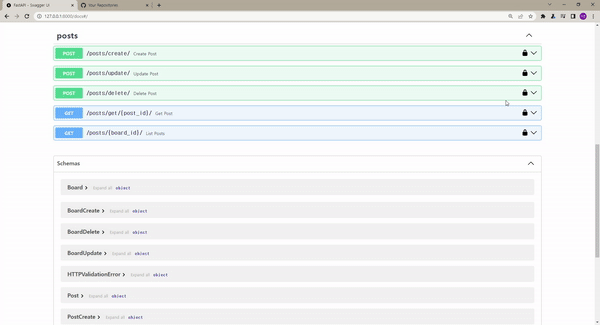 FastAPI - Swagger UI
Your Repositories
127.0.0.1:8000/docs#/
posts
POST /posts/create/ Create Post
POST /posts/update/ Update Post
POST /posts/delete/ Delete Post
GET /posts/get/{post_id}/ Get Post
GET /posts/{board_id}/ List Posts
Schemas
Board Expand all object
BoardCreate Expand all object
BoardDelete Expand all object
BoardUpdate Expand all object
HTTPValidationError Expand all object
Post Expand all object
PostCreate Expand all object